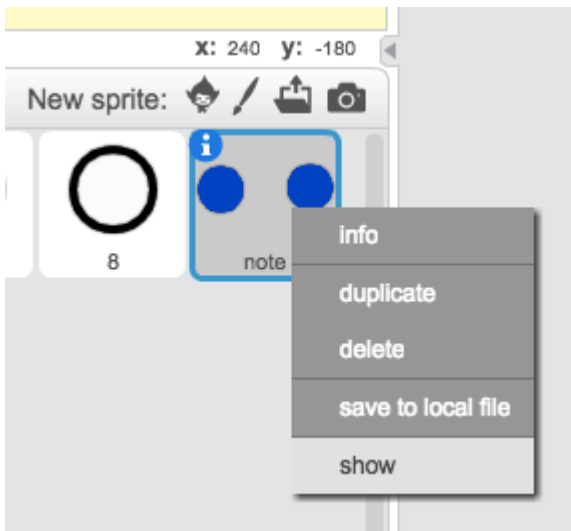 x: 240 y: -180
New sprite:
i
8
note
info
duplicate
delete
save to local file
show